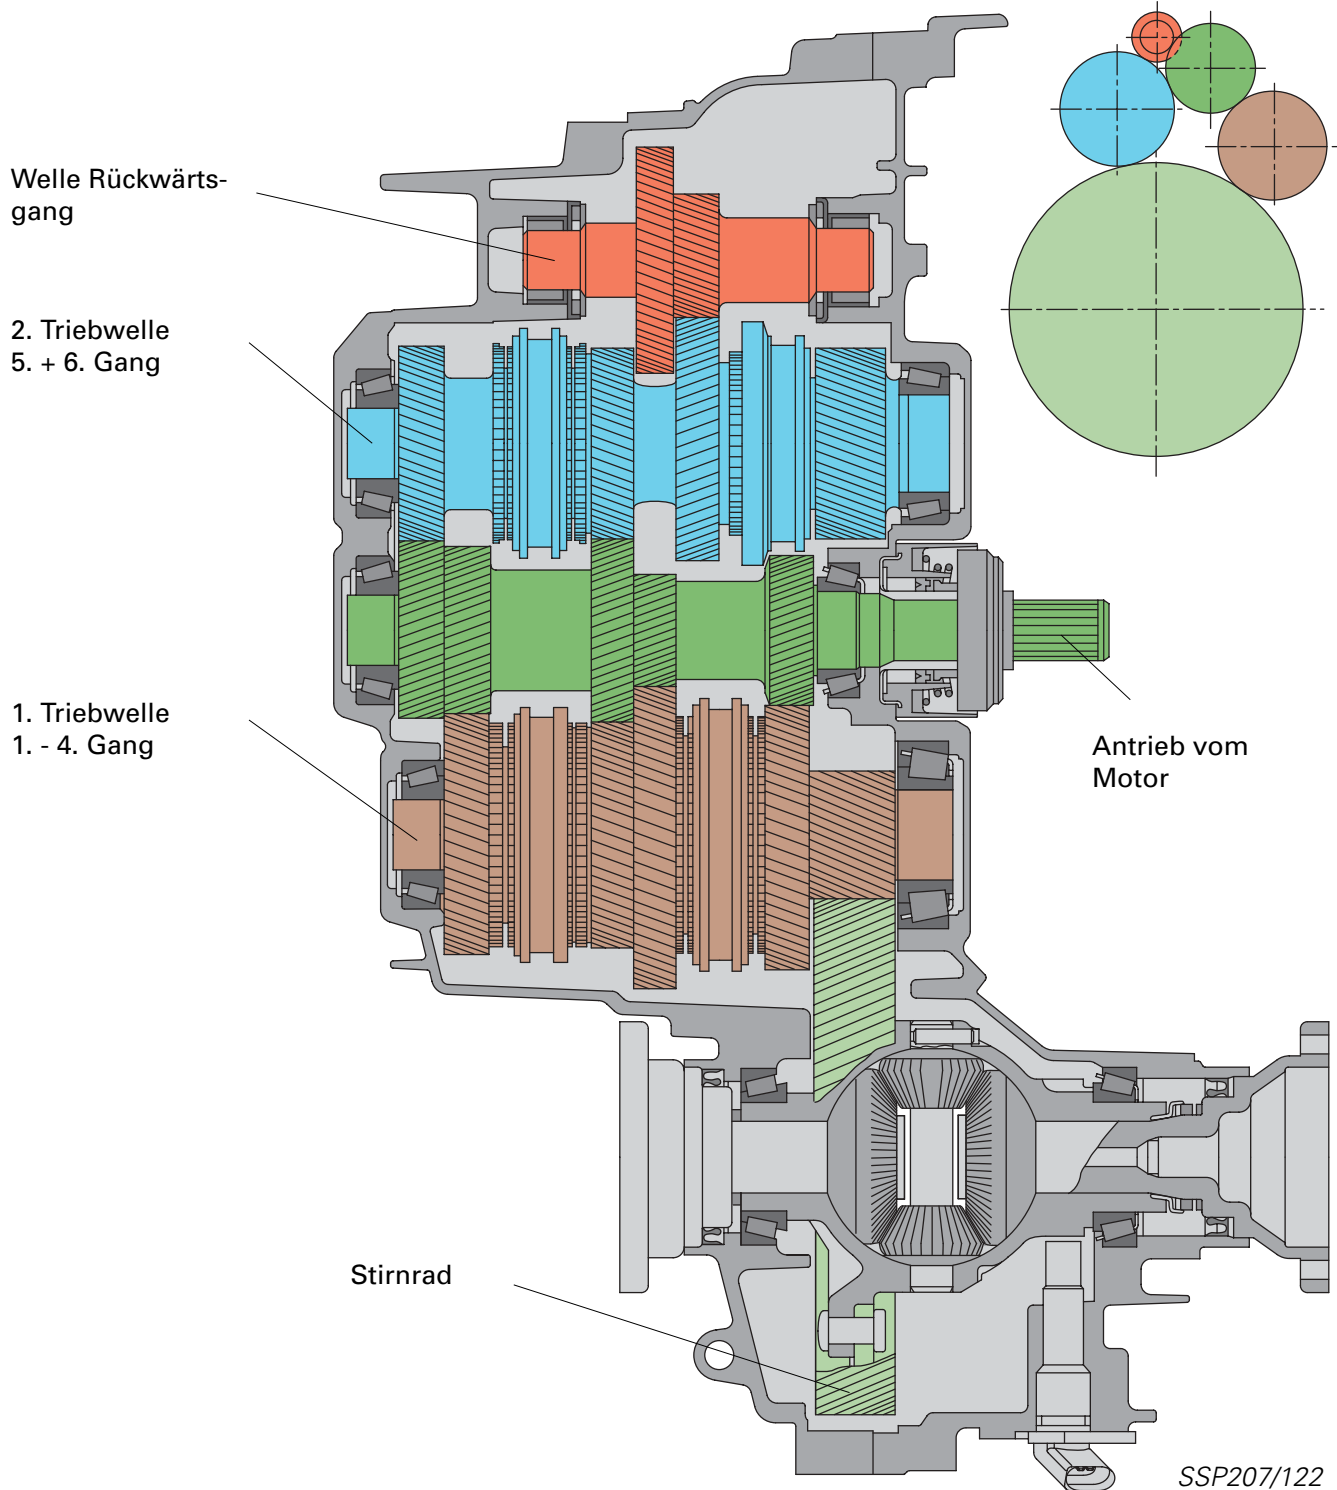 Welle Rückwärts-
gang
2. Triebwelle
5. + 6. Gang
1. Triebwelle
1. - 4. Gang
Antrieb vom
Motor
Stirnrad
SSP207/122